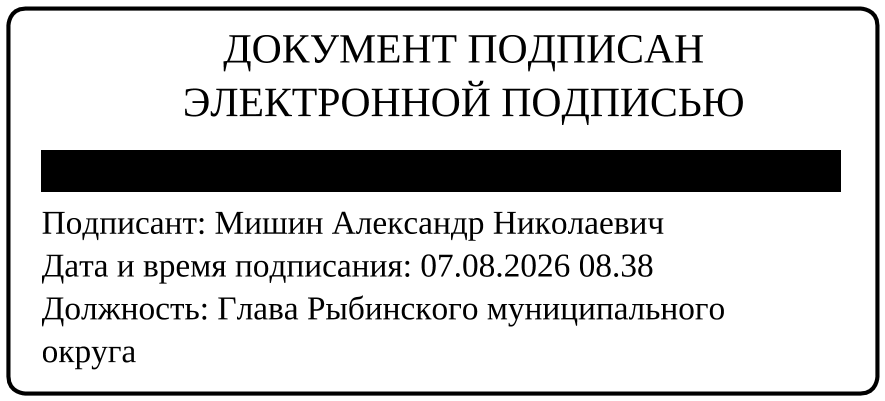 ДОКУМЕНТ ПОДПИСАН
ЭЛЕКТРОННОЙ ПОДПИСЬЮ
Подписант: Мишин Александр Николаевич
Дата и время подписания: 07.08.2026 08.38
Должность: Глава Рыбинского муниципального
округа